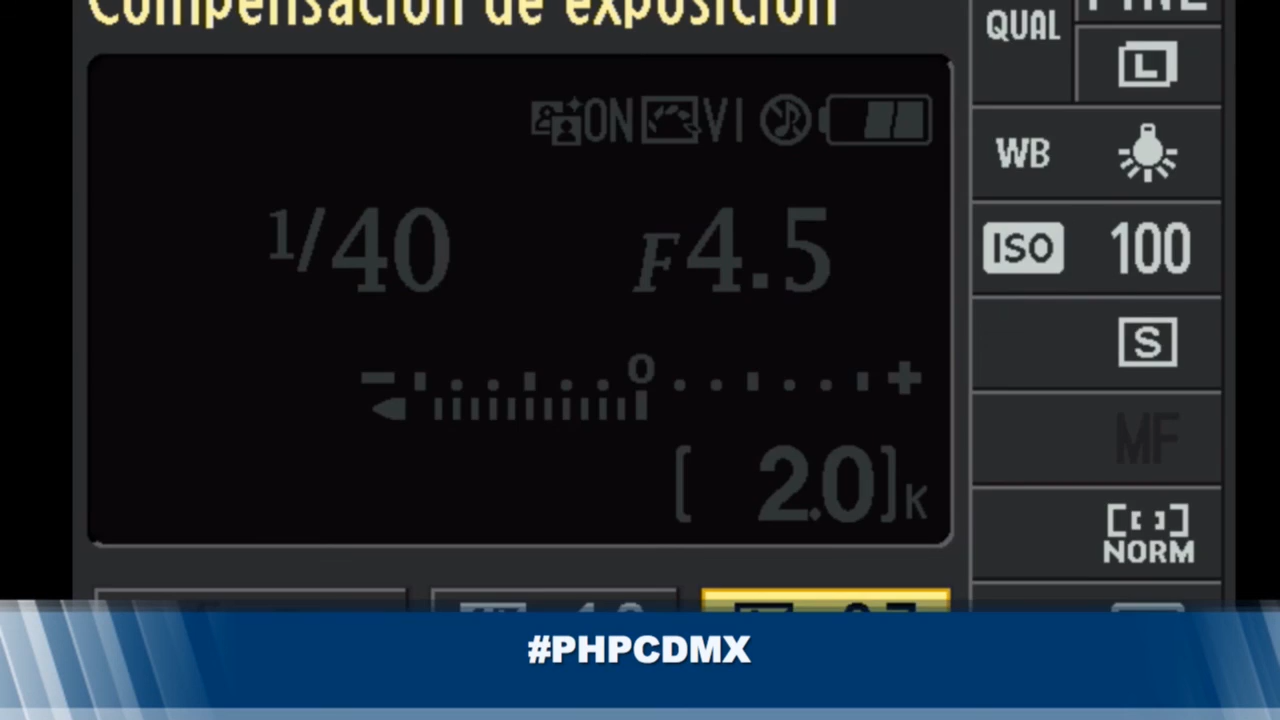 Compensación de exposición
QUAL FINE
L
ON VI
WB
1/40 F4.5
ISO 100
S
- 0 +
MF
[ 2.0]K
[ ] NORM
#PHPCDMX